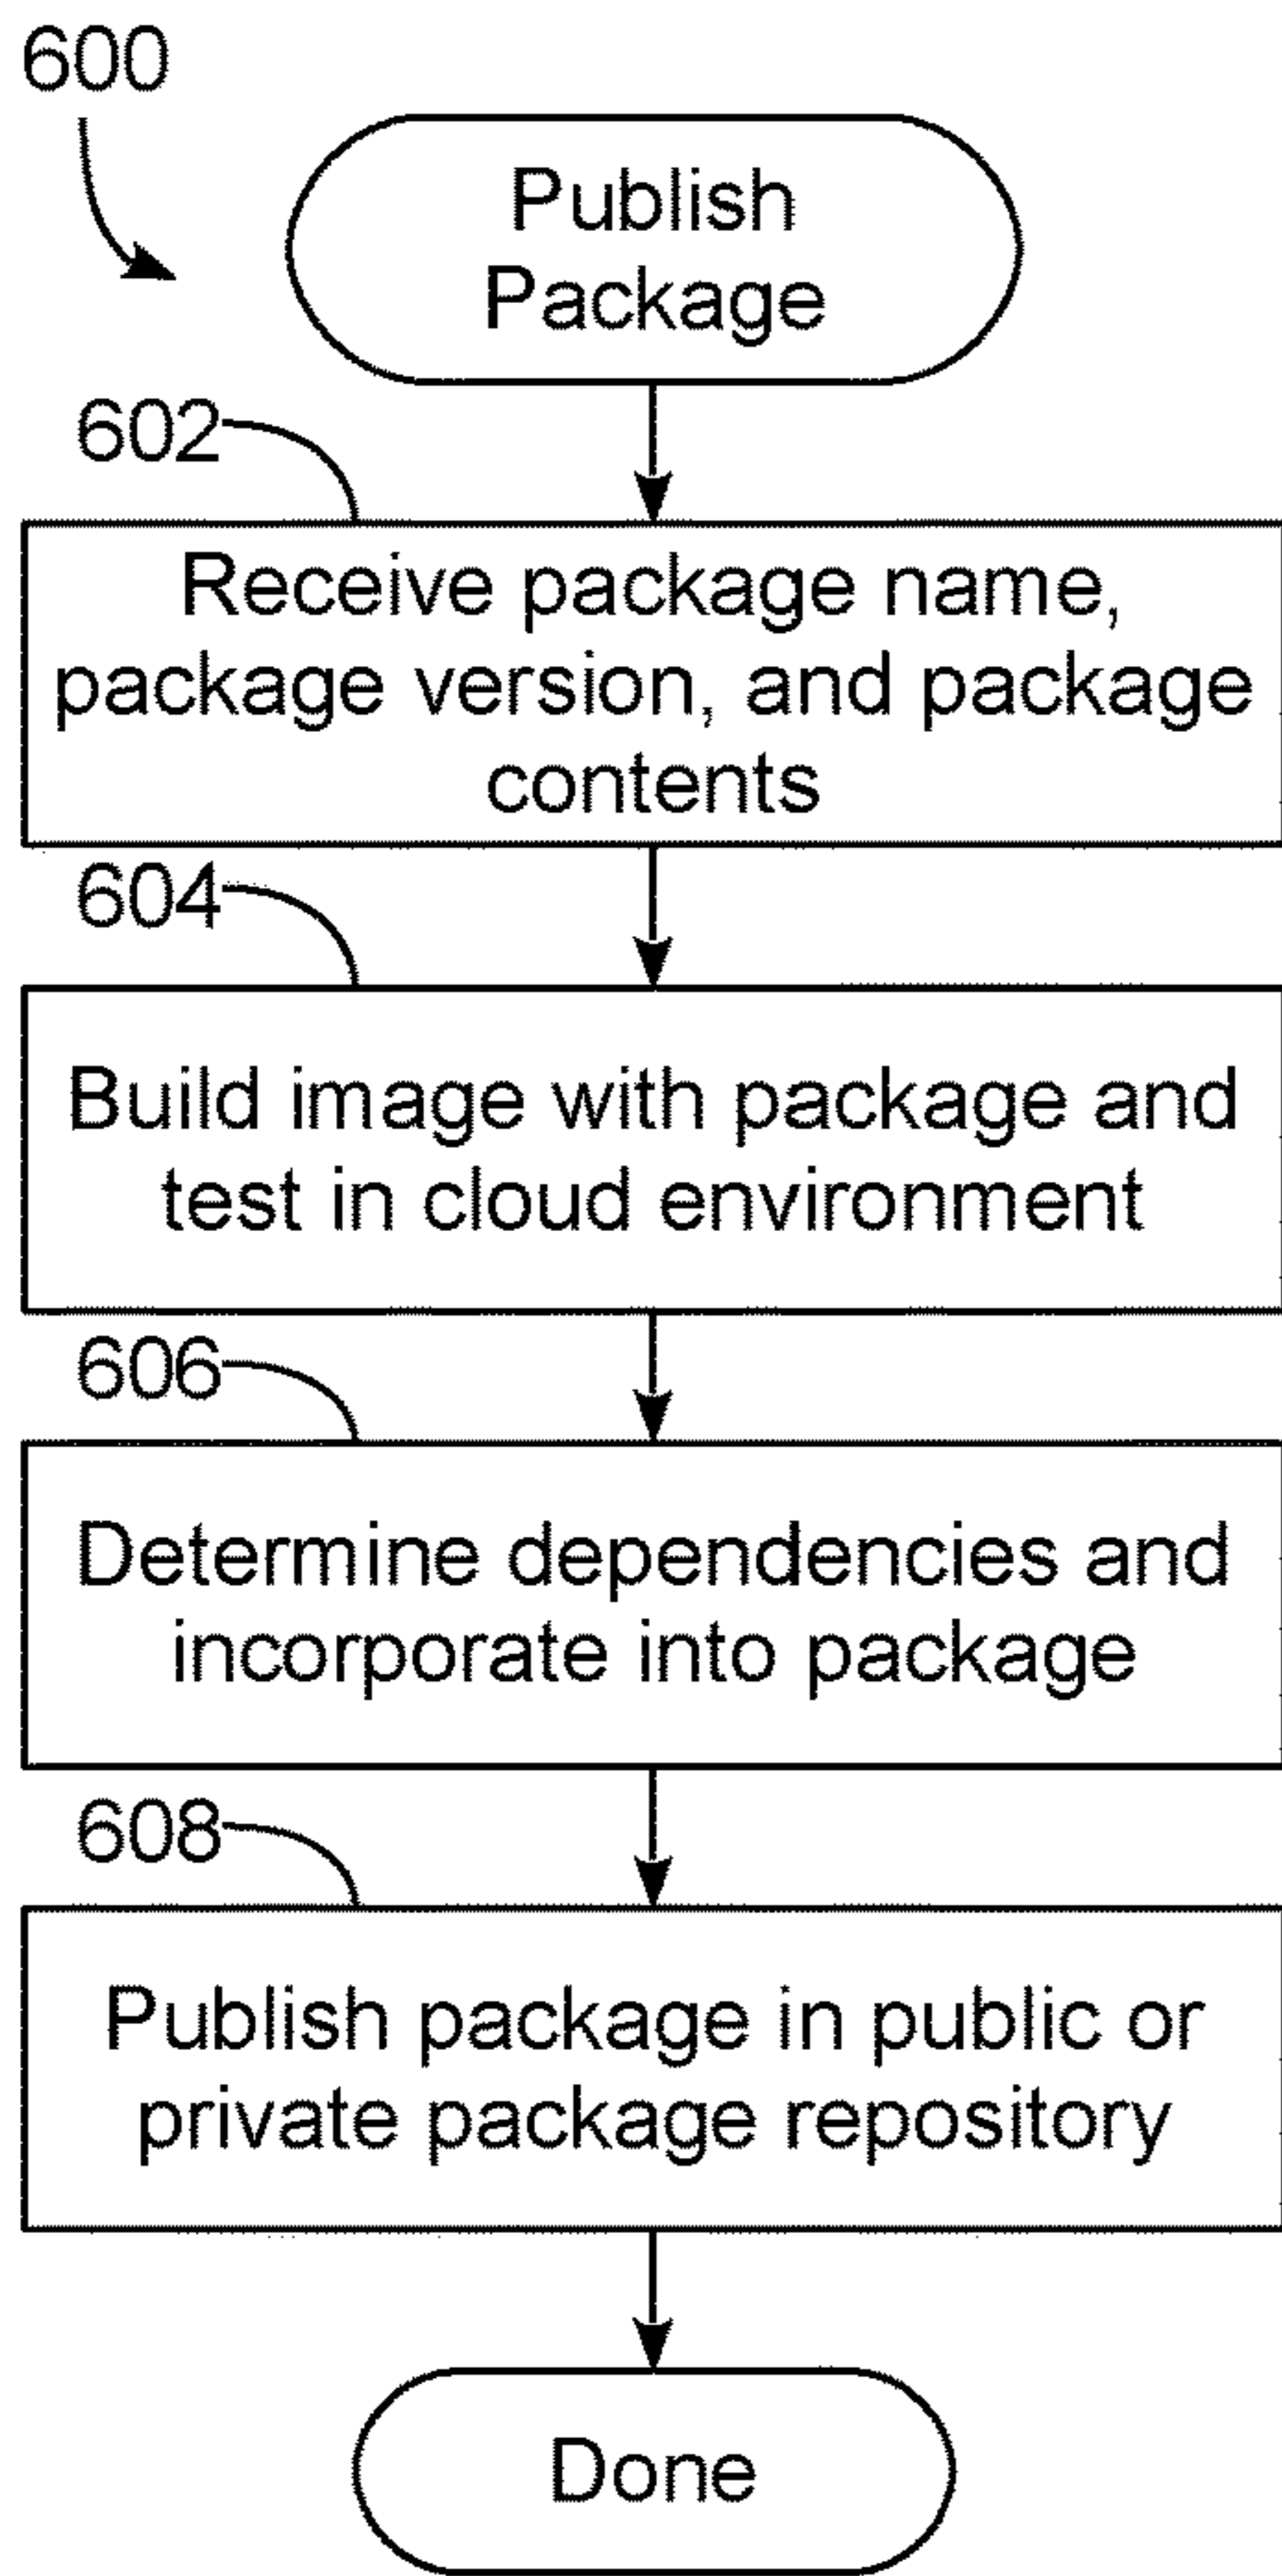 600
Publish
Package
602
Receive package name,
package version, and package
contents
604
Build image with package and
test in cloud environment
606
Determine dependencies and
incorporate into package
608
Publish package in public or
private package repository
Done